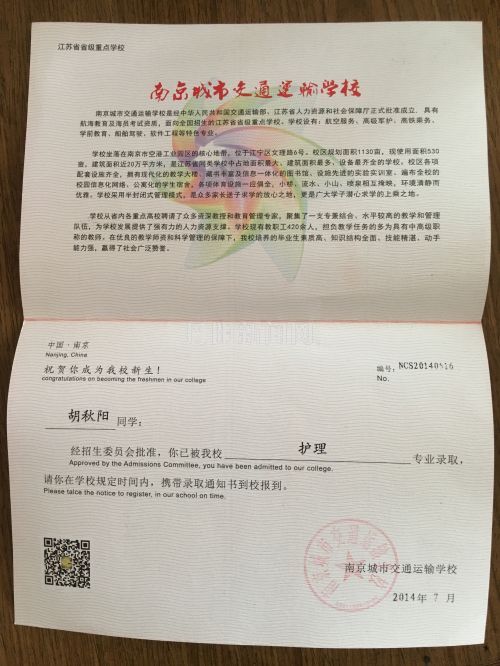 江苏省省级重点学校
南京城市交通运输学校
南京城市交通运输学校是经中华人民共和国交通运输部、江苏省人力资源和社会保障厅正式批准成立，具有
航海教育及海员考试资质，面向全国招生的江苏省省级重点学校。学校设有：航空服务、高级军护、高铁乘务、
学前教育、船舶驾驶、软件工程等特色专业。
学校坐落在南京市空港工业园区的核心地带，位于江宁区文理路6号。校区规划面积1130亩，现使用面积530
亩。建筑面积近20万平方米，是江苏省同类学校中占地面积最大、建筑面积最多、设备最齐全的学校。校区各项
配套设施齐全，拥有现代化的教学大楼，藏书丰富及信息一体化的图书馆、设施先进的实验实训室、遍布全校的
校园信息化网络、公寓化的学生宿舍，各项体育设施一应俱全。小桥、流水、小山、喷泉相互掩映，环境清静而
优雅。学校采用半封闭式管理模式，是众多家长送子求学的放心之地，更是广大学子潜心求学的上乘之地。
学校从省内各重点高校聘请了众多资深教授和教育管理专家，聚集了一支专兼结合、水平较高的教学和管理
队伍，为学校发展提供了强有力的人力资源支撑。学校现有教职工420余人，担负教学任务的多为具有中高级职
称的教师。在优良的教学师资和科学管理的保障下，我校培养的毕业生素质高、知识结构全面、技能精湛、动手
能力强，赢得了社会广泛赞誉。
中国·南京
Nanjing, China
祝贺你成为我校新生！
congratulations on becoming the freshmen in our college
编号：NCS20140816
No.
胡秋阳 同学：
经招生委员会批准，你已被我校 护理 专业录取，
Approved by the Admissions Committee, you have been admitted to our college.
请你在学校规定时间内，携带录取通知书到校报到。
Please talce the notice to register, in our school on time.
南京城市交通运输学校
南京城市交通运输学校
2014年 7 月